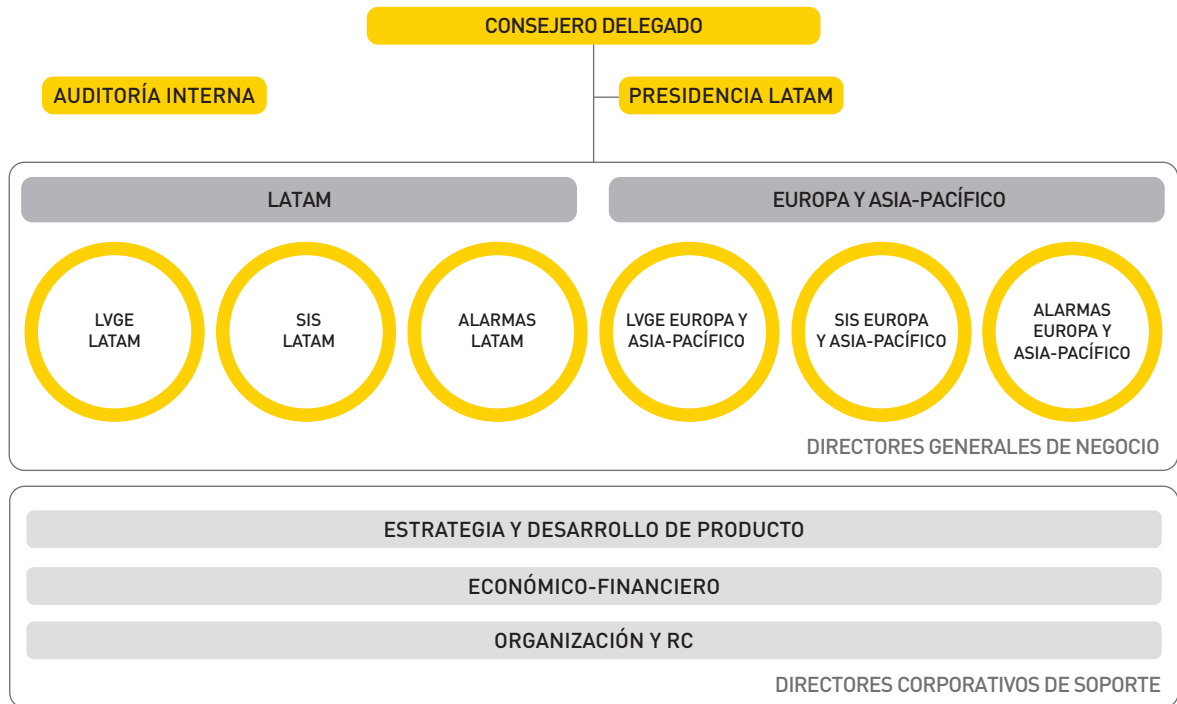 CONSEJERO DELEGADO
AUDITORÍA INTERNA
PRESIDENCIA LATAM
LATAM
EUROPA Y ASIA-PACÍFICO
LVGE
LATAM
SIS
LATAM
ALARMAS
LATAM
LVGE EUROPA Y
ASIA-PACÍFICO
SIS EUROPA
Y ASIA-PACÍFICO
ALARMAS
EUROPA Y
ASIA-PACÍFICO
DIRECTORES GENERALES DE NEGOCIO
ESTRATEGIA Y DESARROLLO DE PRODUCTO
ECONÓMICO-FINANCIERO
ORGANIZACIÓN Y RC
DIRECTORES CORPORATIVOS DE SOPORTE